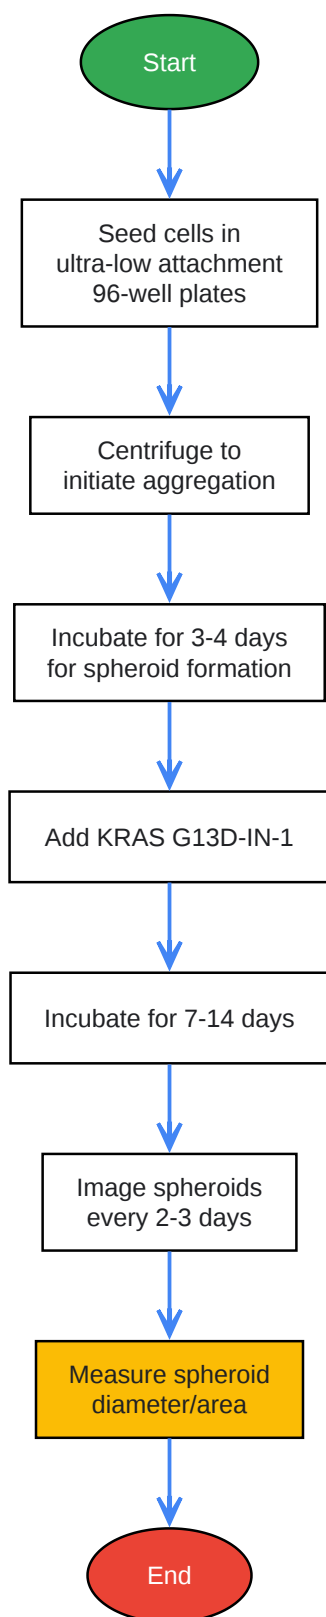 Start
Seed cells in
ultra-low attachment
96-well plates
Centrifuge to
initiate aggregation
Incubate for 3-4 days
for spheroid formation
Add KRAS G13D-IN-1
Incubate for 7-14 days
Image spheroids
every 2-3 days
Measure spheroid
diameter/area
End